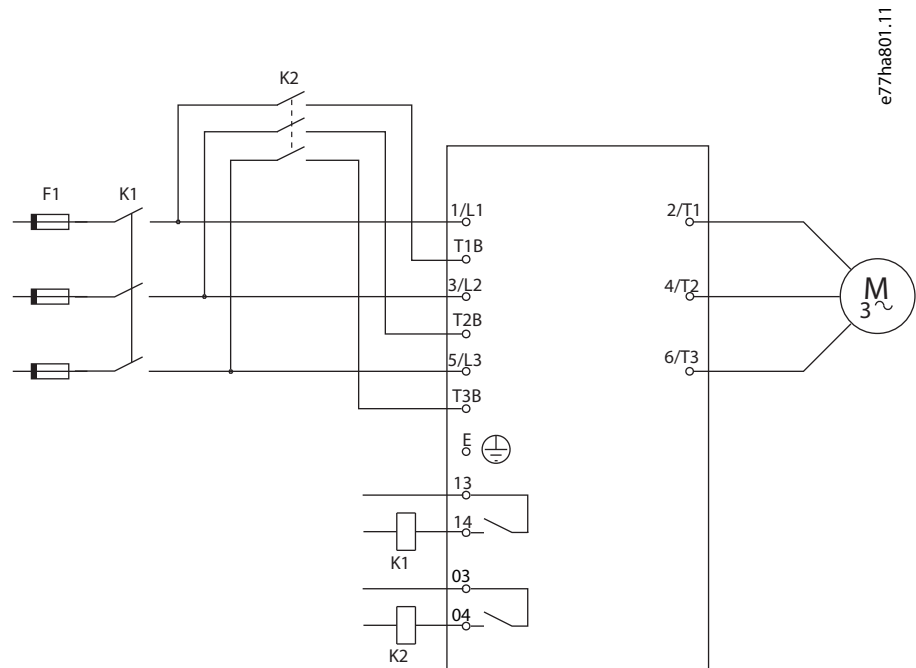 e77ha801.11
K2
F1
K1
1/L1
2/T1
T1B
3/L2
4/T2
M
3~
T2B
5/L3
6/T3
T3B
E
13
14
K1
03
04
K2